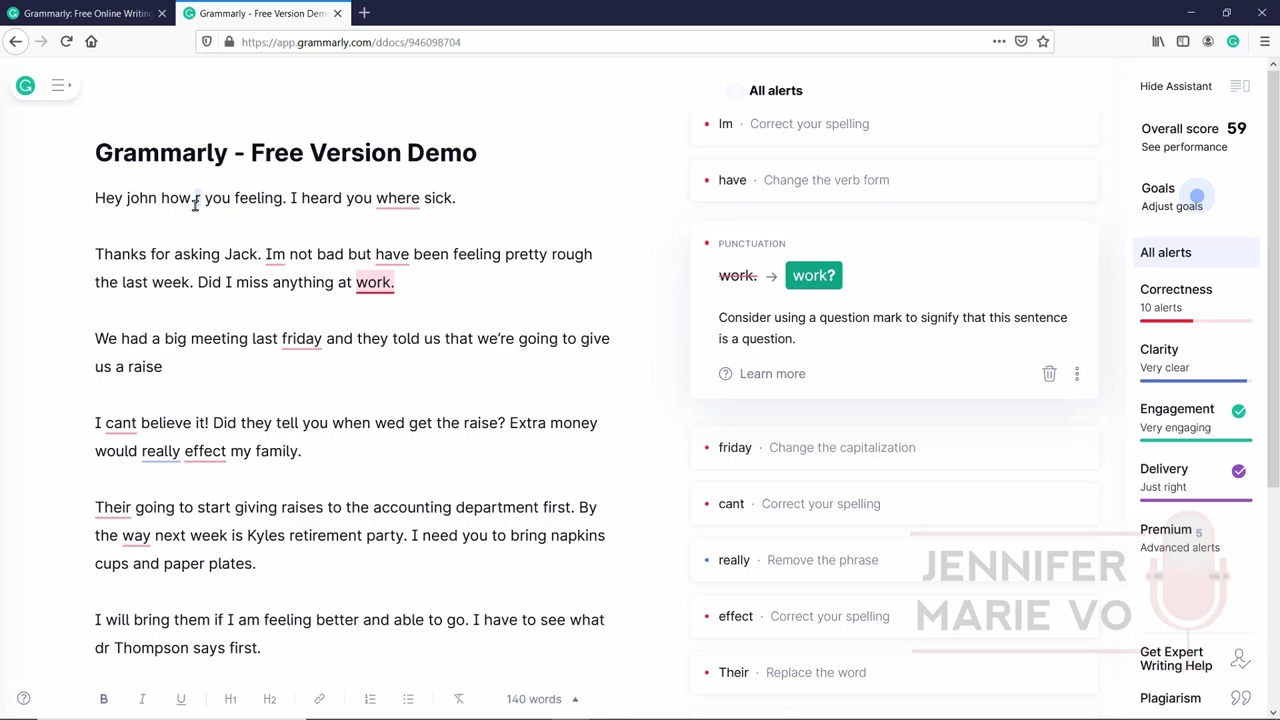 Grammarly: Free Online Writing
Grammarly - Free Version Dem
https://app.grammarly.com/ddocs/946098704
Grammarly - Free Version Demo
Hey john how r you feeling. I heard you where sick.
Thanks for asking Jack. Im not bad but have been feeling pretty rough
the last week. Did I miss anything at work.
We had a big meeting last friday and they told us that we're going to give
us a raise
I cant believe it! Did they tell you when wed get the raise? Extra money
would really effect my family.
Their going to start giving raises to the accounting department first. By
the way next week is Kyles retirement party. I need you to bring napkins
cups and paper plates.
I will bring them if I am feeling better and able to go. I have to see what
dr Thompson says first.
B I U H1 H2 140 words
All alerts
Im · Correct your spelling
have · Change the verb form
PUNCTUATION
work. → work?
Consider using a question mark to signify that this sentence
is a question.
Learn more
friday · Change the capitalization
cant · Correct your spelling
really · Remove the phrase
effect · Correct your spelling
Their · Replace the word
Hide Assistant
Overall score 59
See performance
Goals
Adjust goals
All alerts
Correctness
10 alerts
Clarity
Very clear
Engagement
Very engaging
Delivery
Just right
Premium 5
Advanced alerts
Get Expert
Writing Help
Plagiarism
JENNIFER
MARIE VO